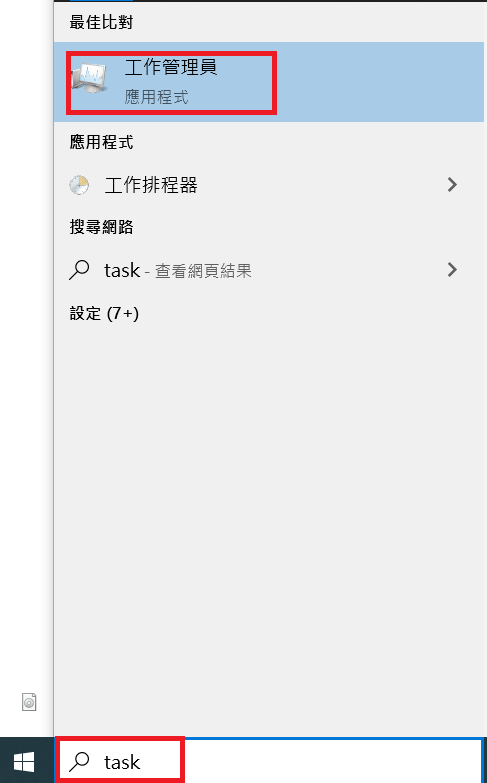 最佳比對
工作管理員
應用程式
應用程式
工作排程器
搜尋網路
task - 查看網頁結果
設定 (7+)
task